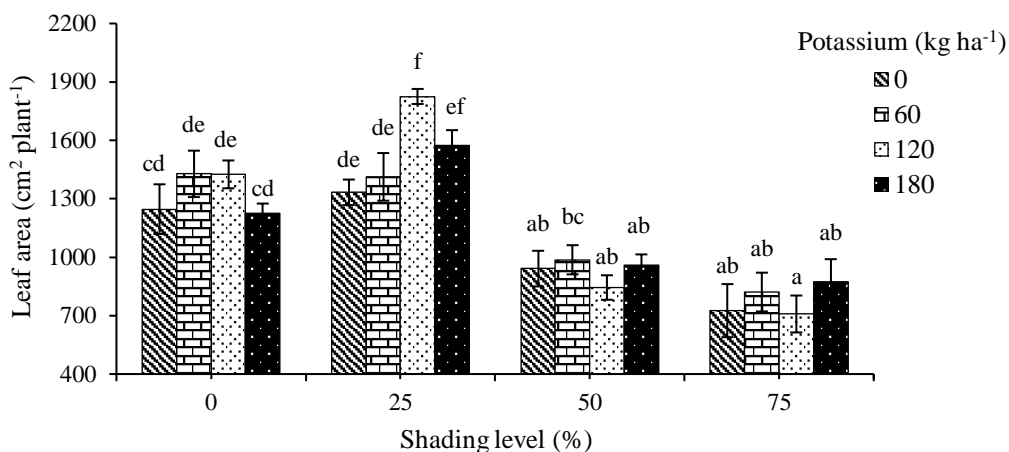 2200
1900
1600
1300
1000
700
400
Leaf area (cm² plant⁻¹)
cd de de cd
de de f ef
ab bc ab ab
ab ab a ab
0 25 50 75
Shading level (%)
Potassium (kg ha⁻¹)
0
60
120
180